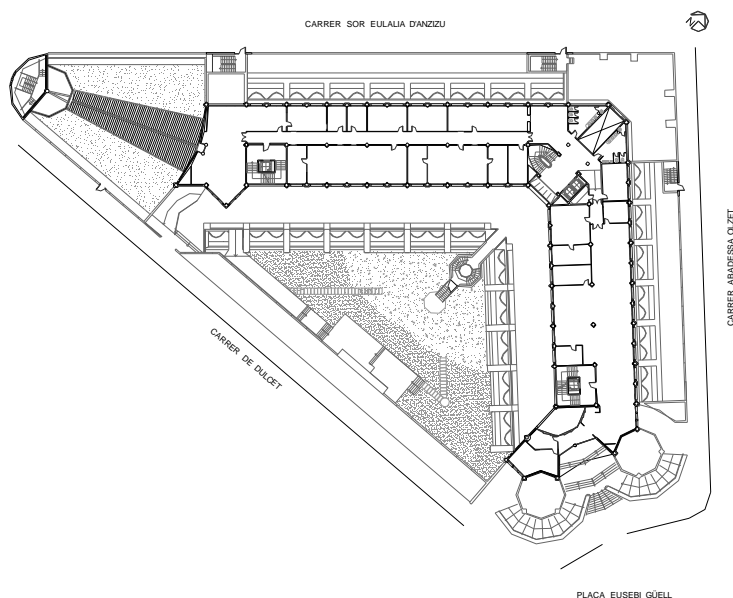 CARRER SOR EULALIA D'ANZIZU
CARRER ABADESSA OLZET
CARRER DE DULCET
PLACA EUSEBI GÜELL